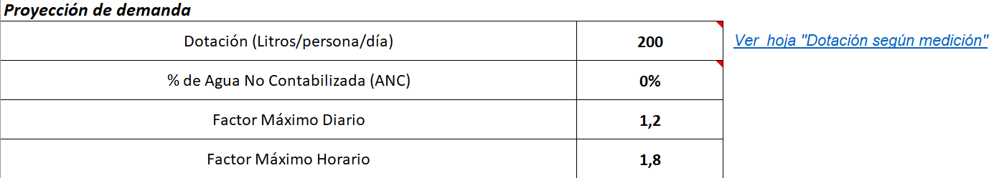 Proyección de demanda
Dotación (Litros/persona/día) 200 Ver hoja "Dotación según medición"
% de Agua No Contabilizada (ANC) 0%
Factor Máximo Diario 1,2
Factor Máximo Horario 1,8